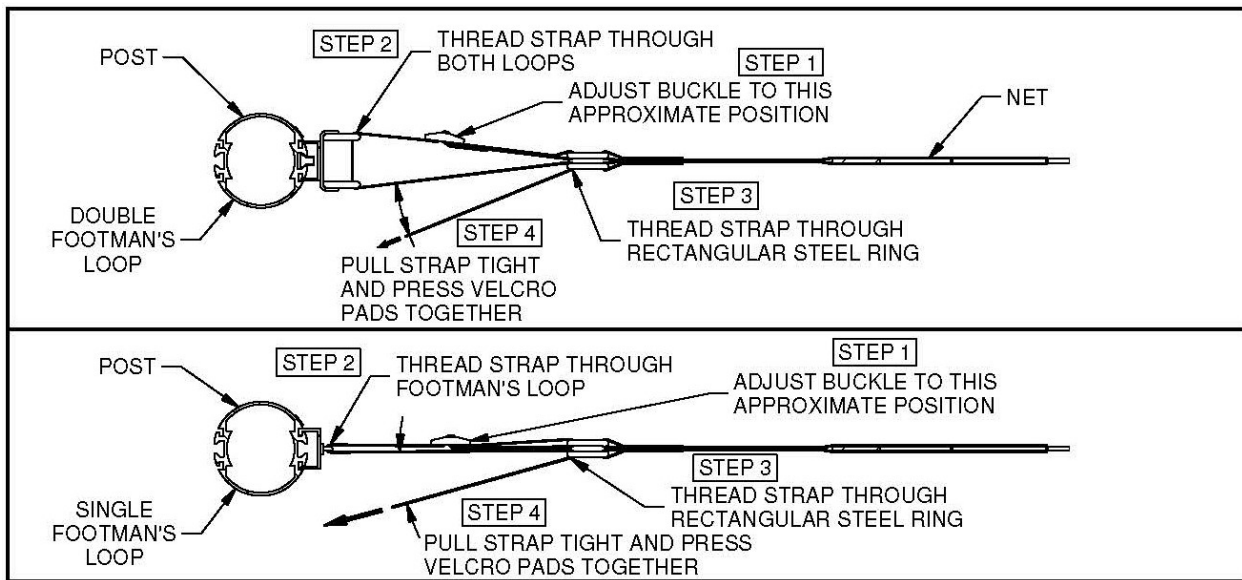 STEP 2
THREAD STRAP THROUGH
BOTH LOOPS
POST
STEP 1
ADJUST BUCKLE TO THIS
APPROXIMATE POSITION
NET
DOUBLE
FOOTMAN'S
LOOP
STEP 3
THREAD STRAP THROUGH
RECTANGULAR STEEL RING
STEP 4
PULL STRAP TIGHT
AND PRESS VELCRO
PADS TOGETHER
POST
STEP 2
THREAD STRAP THROUGH
FOOTMAN'S LOOP
STEP 1
ADJUST BUCKLE TO THIS
APPROXIMATE POSITION
SINGLE
FOOTMAN'S
LOOP
STEP 3
THREAD STRAP THROUGH
RECTANGULAR STEEL RING
STEP 4
PULL STRAP TIGHT AND PRESS
VELCRO PADS TOGETHER